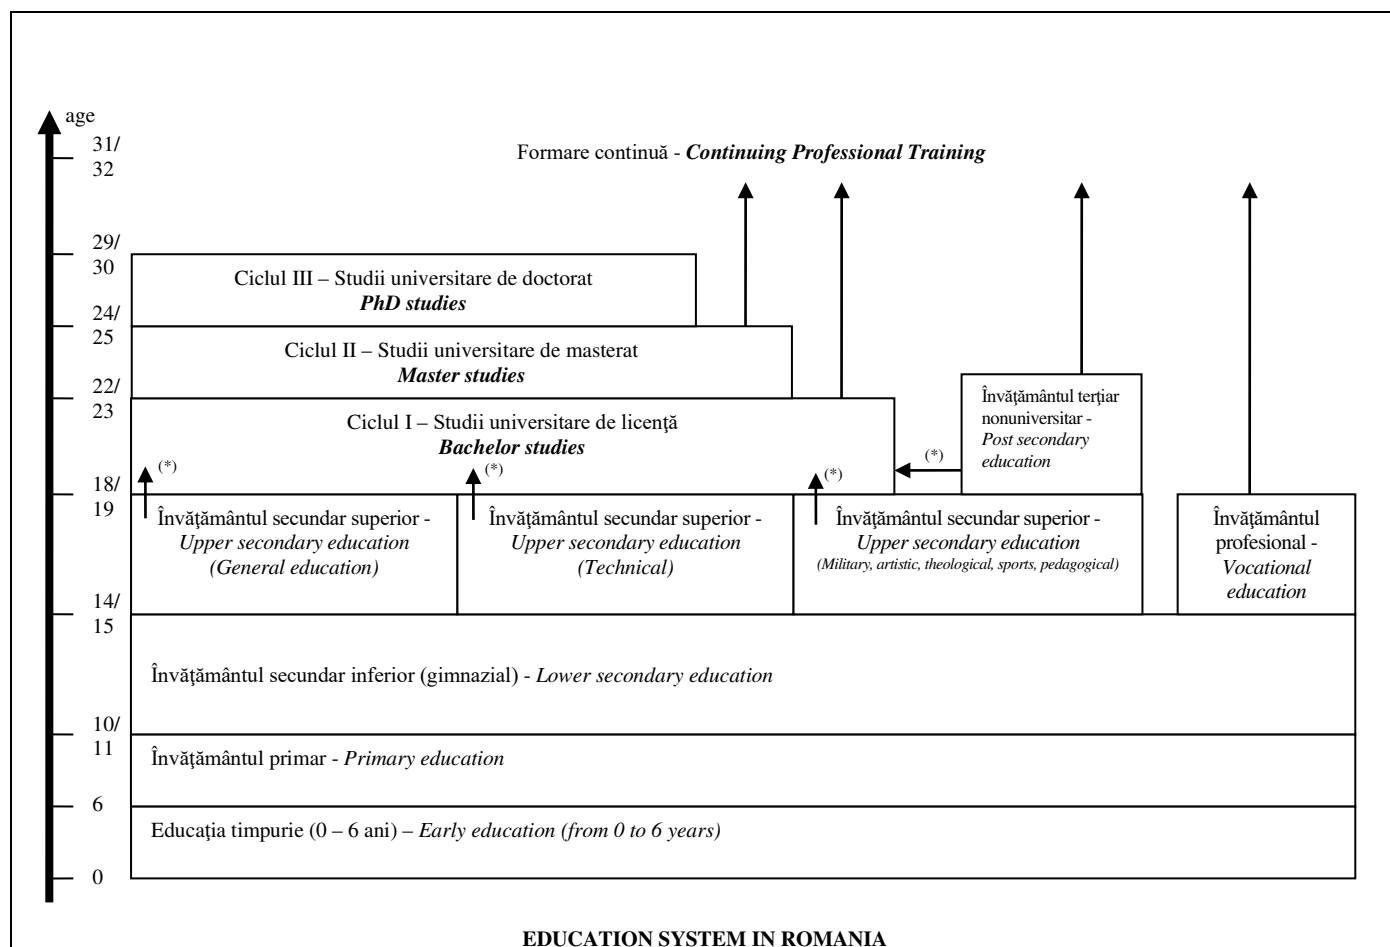 age
31/
32
Formare continuă - Continuing Professional Training
29/
30
Ciclul III – Studii universitare de doctorat
PhD studies
24/
25
Ciclul II – Studii universitare de masterat
Master studies
22/
23
Ciclul I – Studii universitare de licenţă
Bachelor studies
Învăţământul terţiar
nonuniversitar -
Post secondary
education
(*)
(*)
(*)
(*)
18/
19
Învăţământul secundar superior -
Upper secondary education
(General education)
Învăţământul secundar superior -
Upper secondary education
(Technical)
Învăţământul secundar superior -
Upper secondary education
(Military, artistic, theological, sports, pedagogical)
Învăţământul
profesional -
Vocational
education
14/
15
Învăţământul secundar inferior (gimnazial) - Lower secondary education
10/
11
Învăţământul primar - Primary education
6
Educaţia timpurie (0 – 6 ani) – Early education (from 0 to 6 years)
0
EDUCATION SYSTEM IN ROMANIA